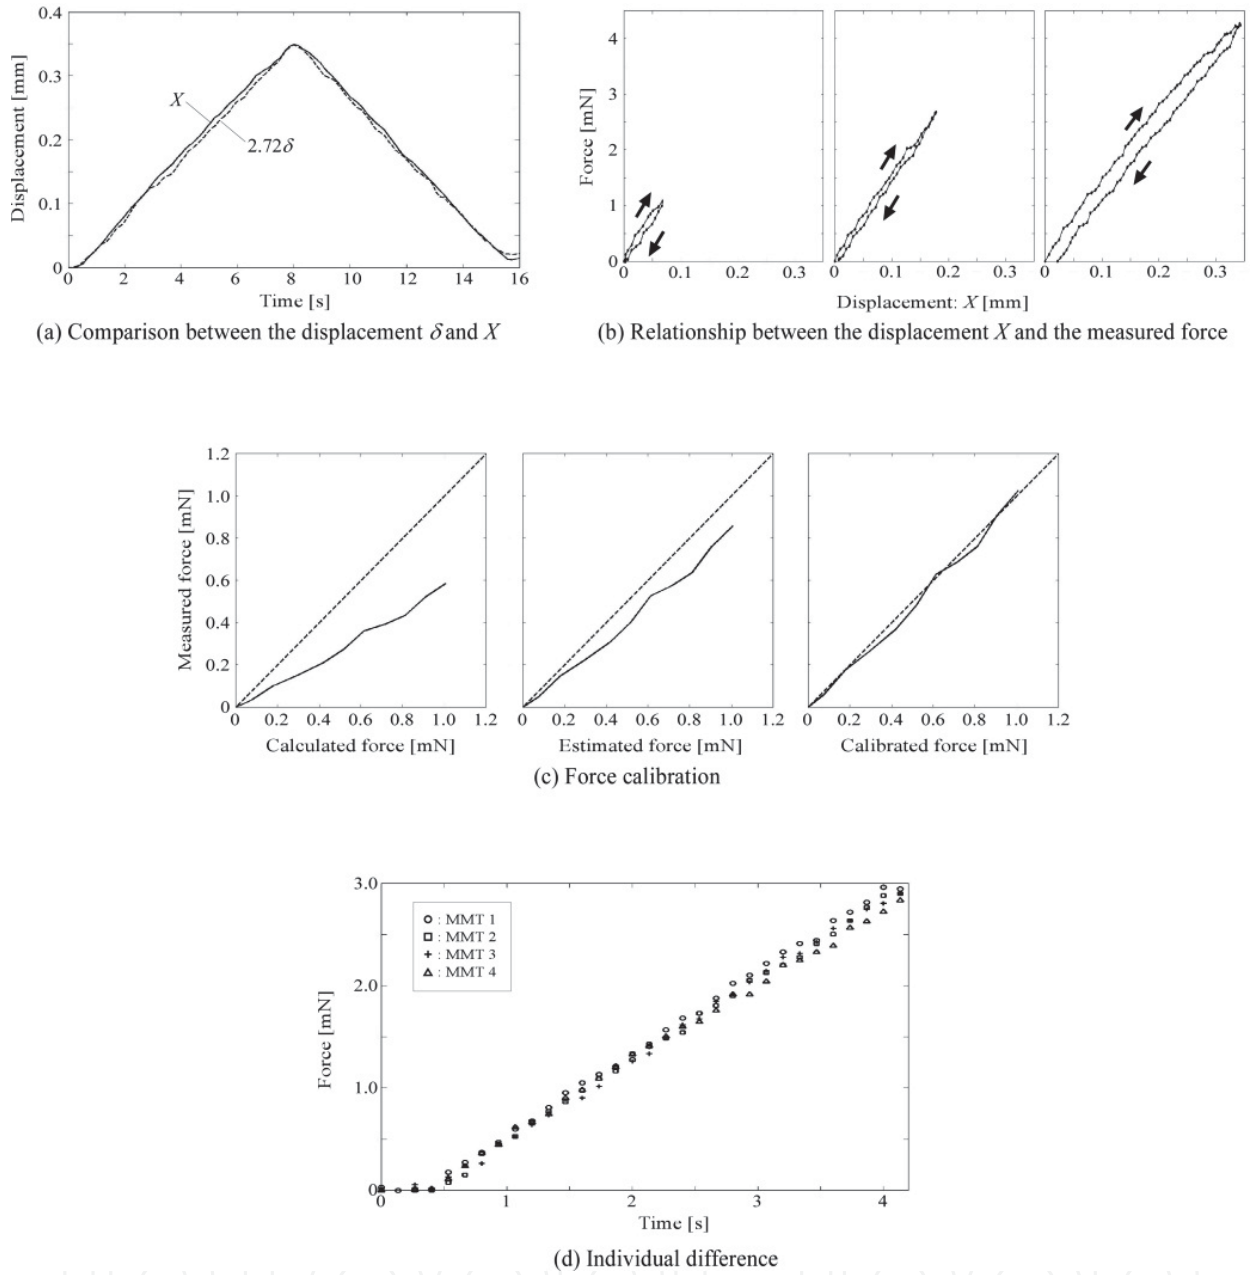 0.4
0.3
0.2
0.1
0
Displacement [mm]
X
2.72δ
0 2 4 6 8 10 12 14 16
Time [s]
(a) Comparison between the displacement δ and X
4
3
2
1
0
Force [mN]
0 0.1 0.2 0.3
0 0.1 0.2 0.3
0 0.1 0.2 0.3
Displacement: X [mm]
(b) Relationship between the displacement X and the measured force
1.2
1.0
0.8
0.6
0.4
0.2
0
Measured force [mN]
0 0.2 0.4 0.6 0.8 1.0 1.2
Calculated force [mN]
0 0.2 0.4 0.6 0.8 1.0 1.2
Estimated force [mN]
0 0.2 0.4 0.6 0.8 1.0 1.2
Calibrated force [mN]
(c) Force calibration
3.0
2.0
1.0
0
Force [mN]
: MMT 1
: MMT 2
: MMT 3
: MMT 4
0 1 2 3 4
Time [s]
(d) Individual difference